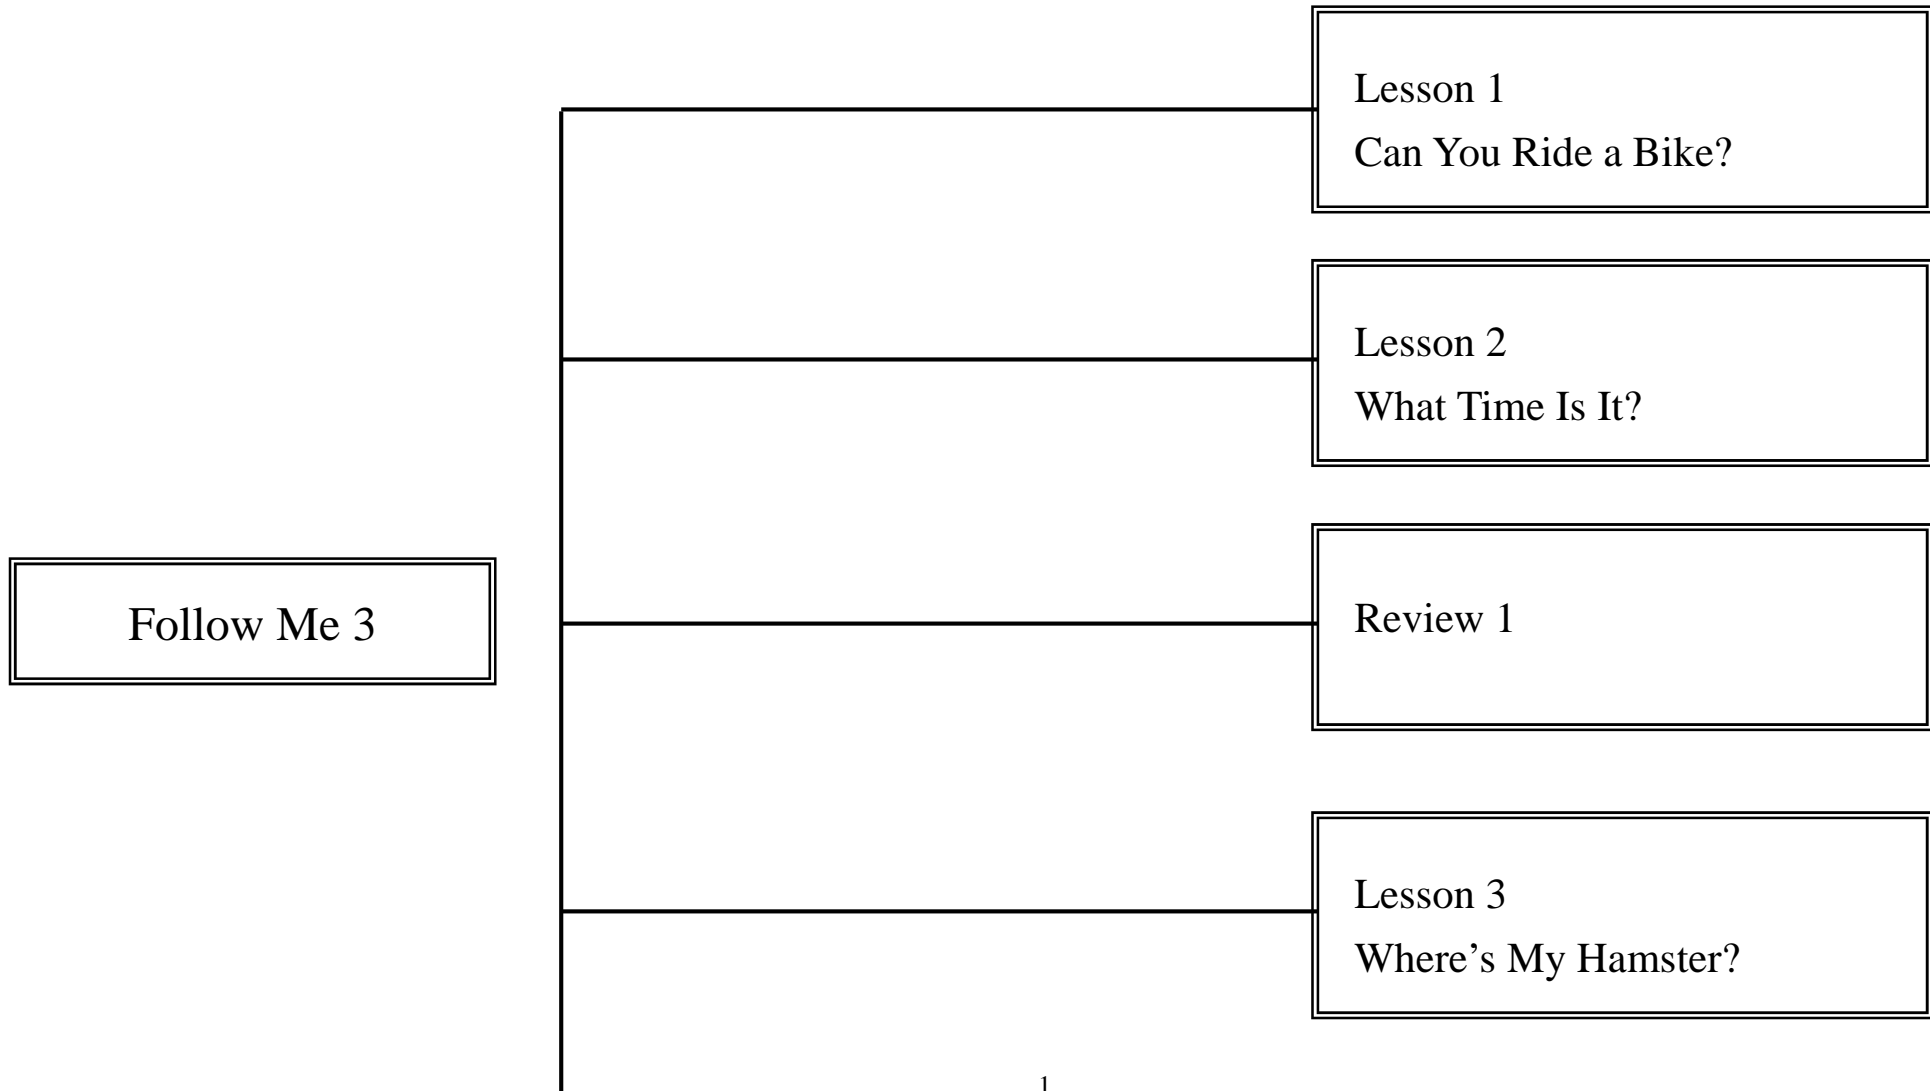 Lesson 1
Can You Ride a Bike?
Lesson 2
What Time Is It?
Follow Me 3
Review 1
Lesson 3
Where’s My Hamster?
1